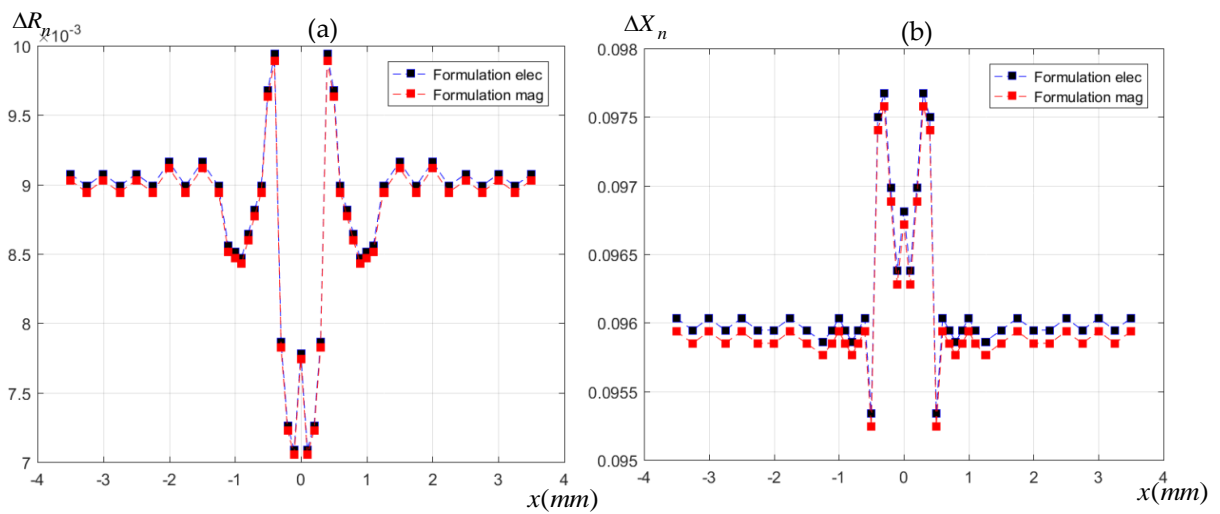 ΔR_n
×10^-3
(a)
10
9.5
9
8.5
8
7.5
7
-4 -3 -2 -1 0 1 2 3 4
x(mm)
Formulation elec
Formulation mag
ΔX_n
(b)
0.098
0.0975
0.097
0.0965
0.096
0.0955
0.095
-4 -3 -2 -1 0 1 2 3 4
x(mm)
Formulation elec
Formulation mag